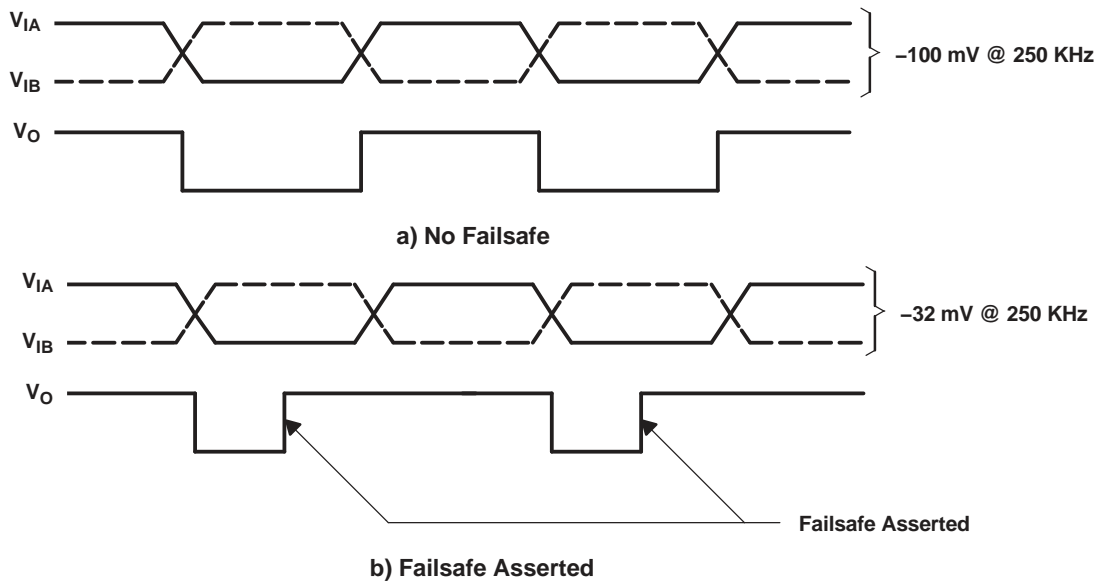 VIA
VIB
–100 mV @ 250 KHz
VO
a) No Failsafe
VIA
VIB
–32 mV @ 250 KHz
VO
Failsafe Asserted
b) Failsafe Asserted